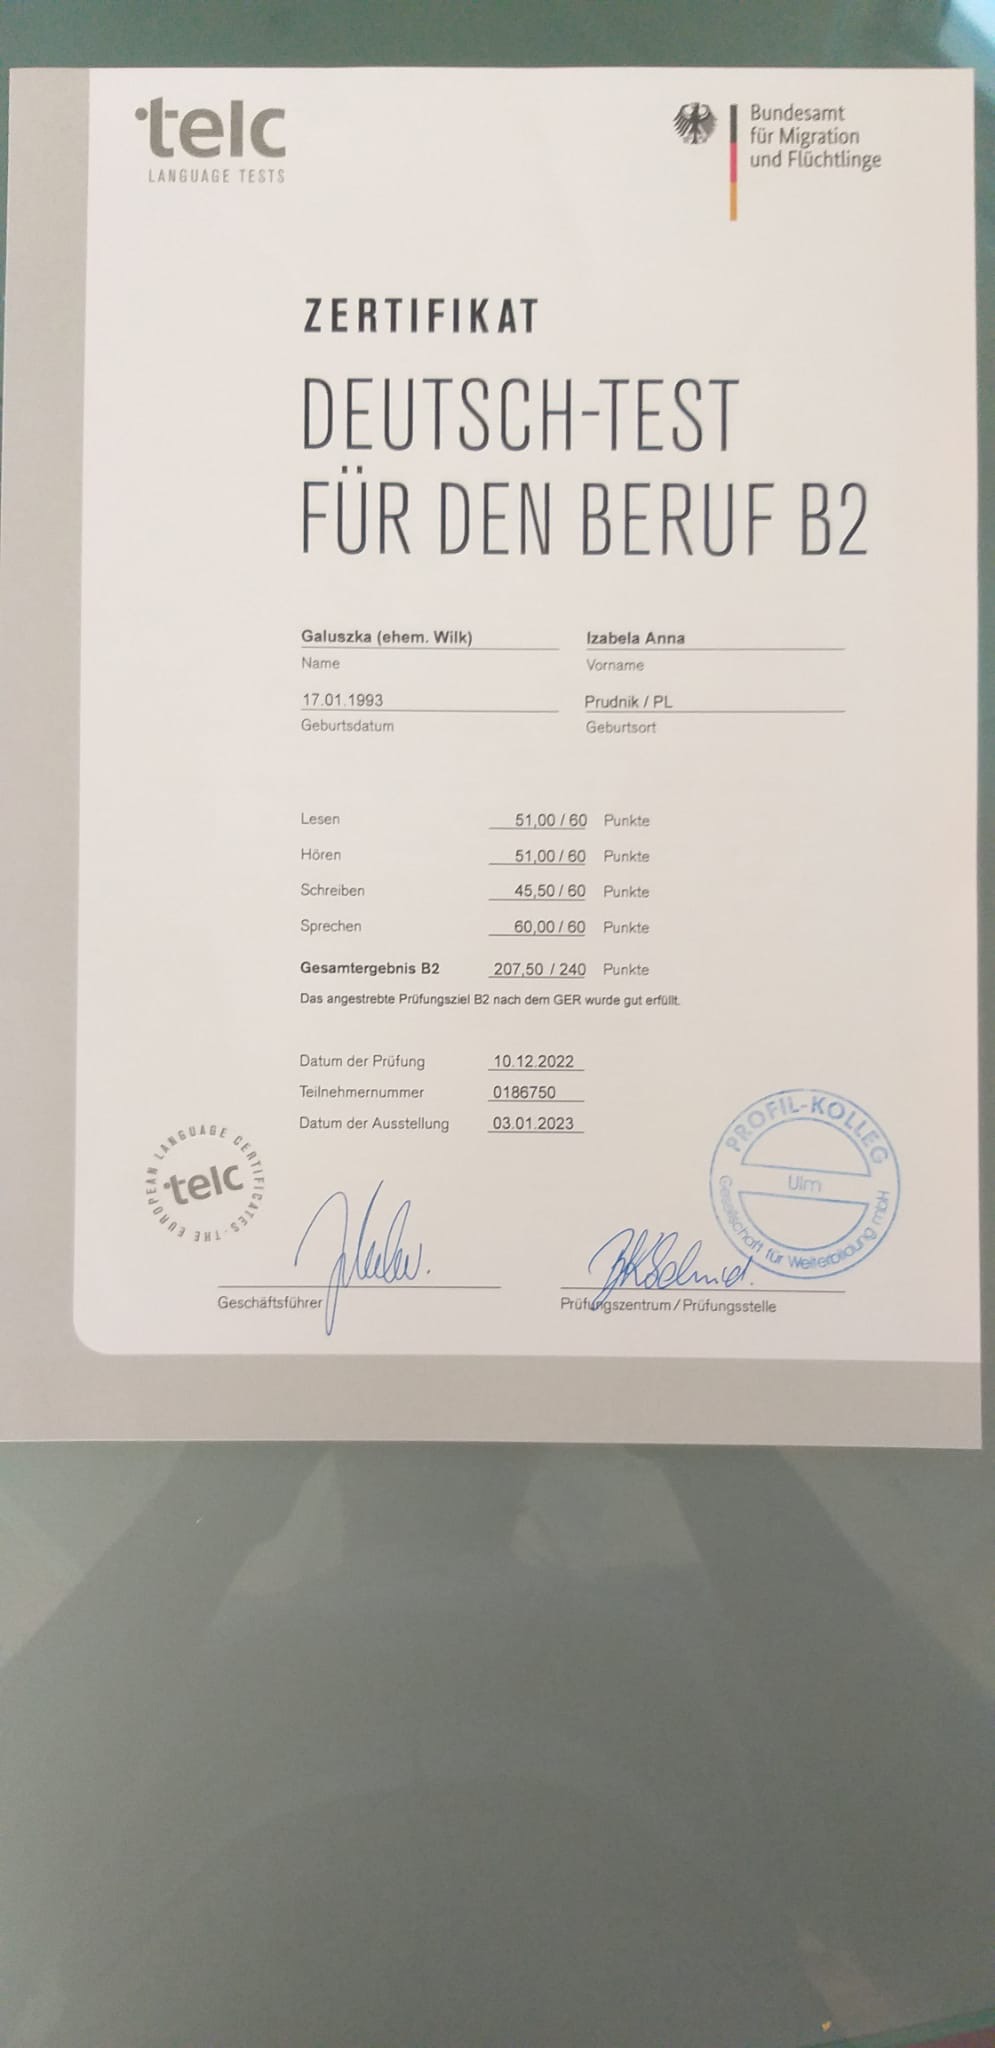 telc
LANGUAGE TESTS
Bundesamt
für Migration
und Flüchtlinge
ZERTIFIKAT
DEUTSCH-TEST
FÜR DEN BERUF B2
Galuszka (ehem. Wilk) Izabela Anna
Name Vorname
17.01.1993 Prudnik / PL
Geburtsdatum Geburtsort
Lesen 51,00 / 60 Punkte
Hören 51,00 / 60 Punkte
Schreiben 45,50 / 60 Punkte
Sprechen 60,00 / 60 Punkte
Gesamtergebnis B2 207,50 / 240 Punkte
Das angestrebte Prüfungsziel B2 nach dem GER wurde gut erfüllt.
Datum der Prüfung 10.12.2022
Teilnehmernummer 0186750
Datum der Ausstellung 03.01.2023
THE EUROPEAN LANGUAGE CERTIFICATES
telc
PROFIL-KOLLEG
Ulm
Gesellschaft für Weiterbildung mbH
Geschäftsführer Prüfungszentrum / Prüfungsstelle